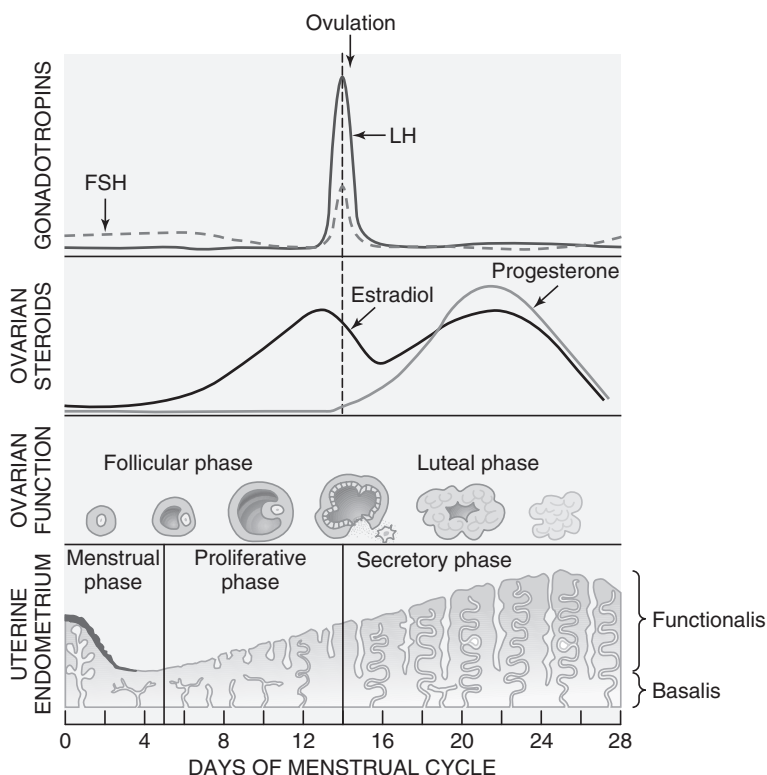 Ovulation
GONADOTROPINS
LH
FSH
OVARIAN
STEROIDS
Estradiol
Progesterone
OVARIAN
FUNCTION
Follicular phase
Luteal phase
UTERINE
ENDOMETRIUM
Menstrual
phase
Proliferative
phase
Secretory phase
Functionalis
Basalis
0 4 8 12 16 20 24 28
DAYS OF MENSTRUAL CYCLE